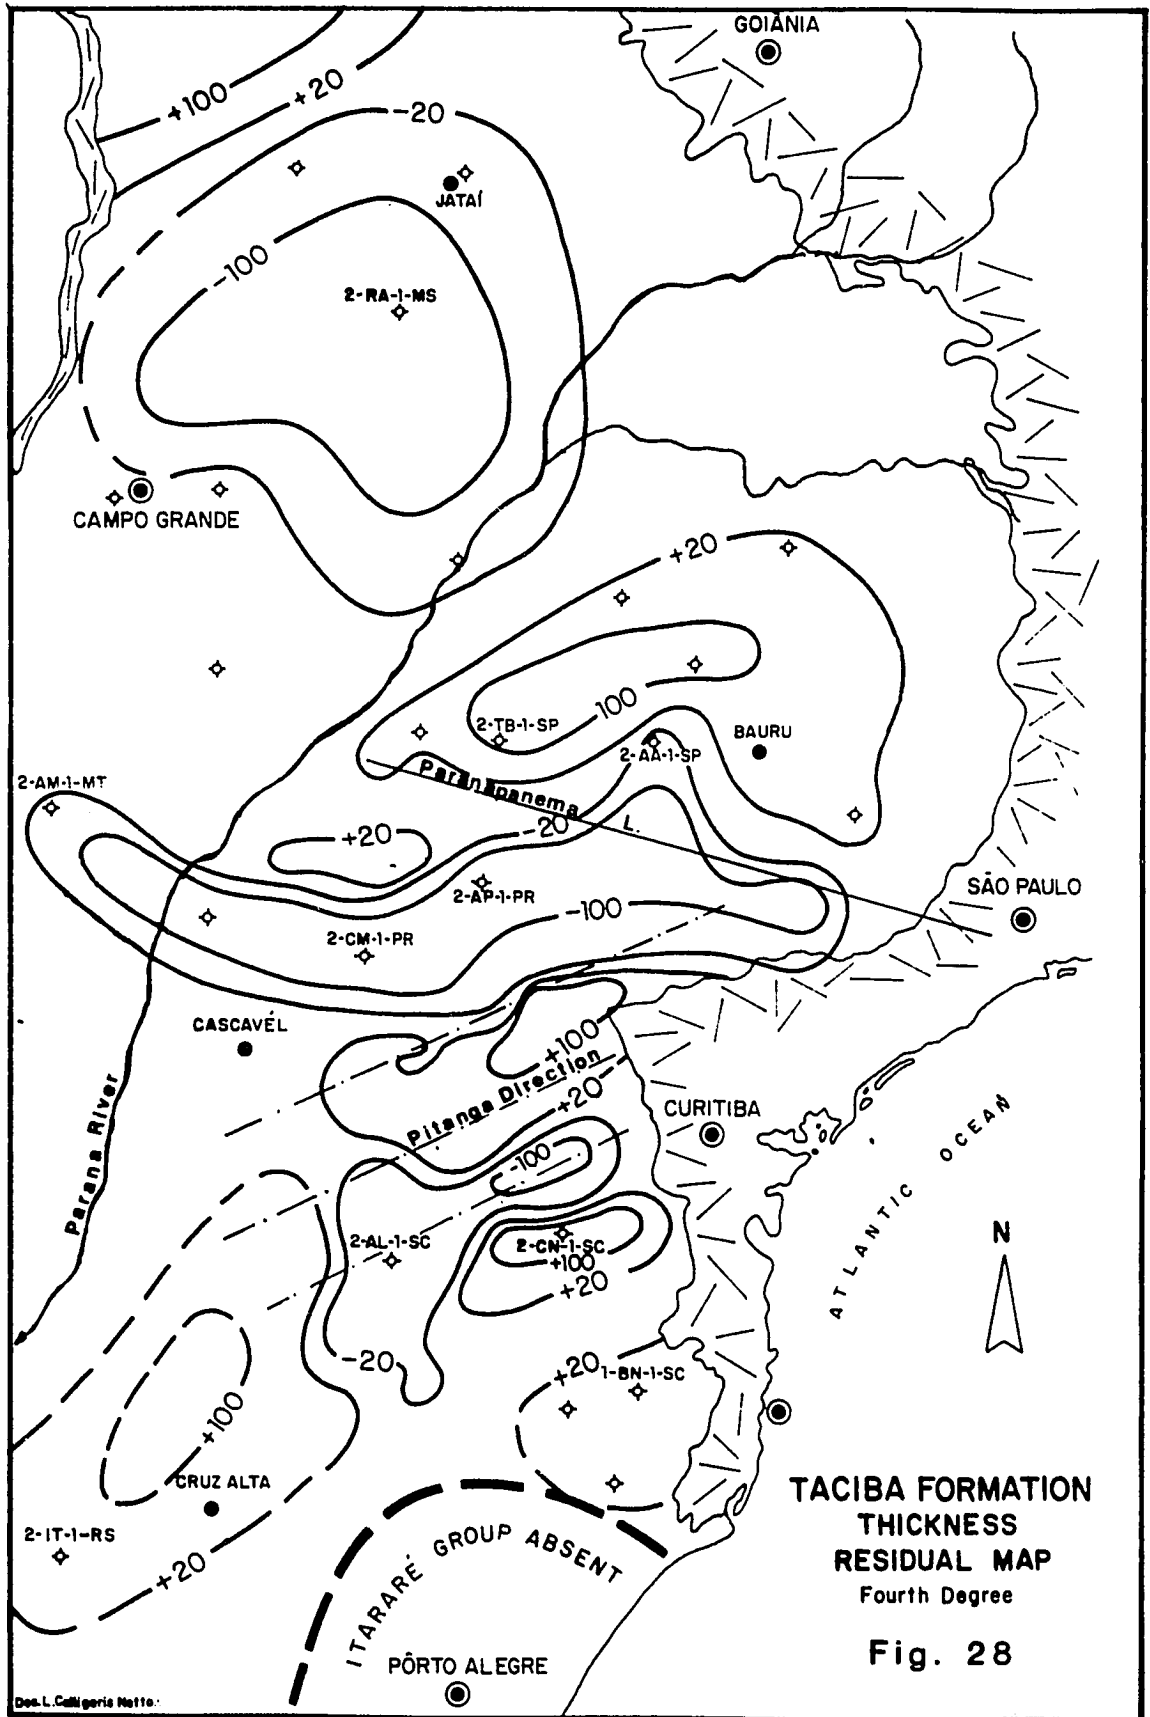 GOIÂNIA
+100
+20
-20
JATAÍ
-100
2-RA-1-MS
CAMPO GRANDE
+20
100
2-TB-1-SP
BAURU
2-AA-1-SP
Paranapanema L.
2-AM-1-MT
+20
-20
2-AP-1-PR
SÃO PAULO
-100
2-CM-1-PR
CASCAVÉL
+100
Pitanga Direction
+20
CURITIBA
Parana River
ATLANTIC OCEAN
-100
N
2-AL-1-SC
2-CN-1-SC
+100
+20
-20
+20
1-BN-1-SC
+100
CRUZ ALTA
2-IT-1-RS
+20
ITARARÉ GROUP ABSENT
PÔRTO ALEGRE
TACIBA FORMATION
THICKNESS
RESIDUAL MAP
Fourth Degree
Fig. 28
Des. L.
Netto.